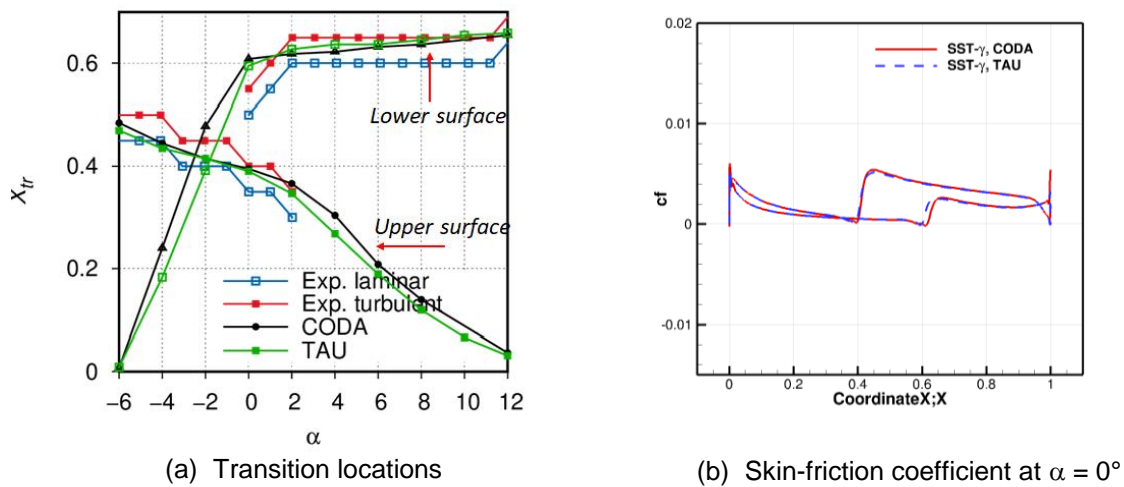 0.6
0.4
0.2
0
x_tr
Lower surface
Upper surface
Exp. laminar
Exp. turbulent
CODA
TAU
−6 −4 −2 0 2 4 6 8 10 12
α
(a) Transition locations
0.02
0.01
0
-0.01
cf
SST-γ, CODA
SST-γ, TAU
0 0.2 0.4 0.6 0.8 1
CoordinateX;X
(b) Skin-friction coefficient at α = 0°